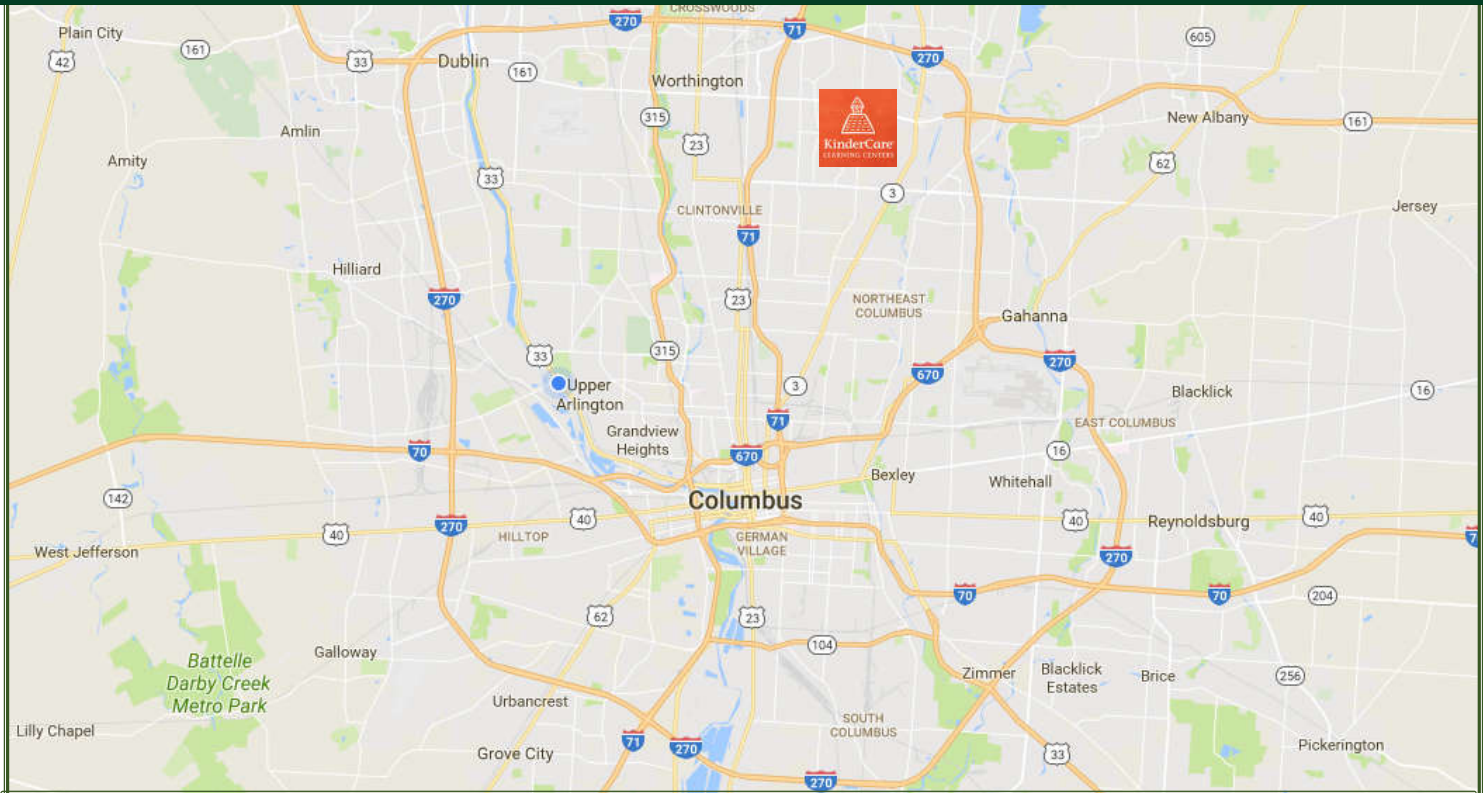 CROSSWOODS
270
71
Plain City
161
605
42
33
Dublin
161
270
Worthington
315
New Albany
161
Amlin
KinderCare
LEARNING CENTERS
23
Amity
62
33
3
CLINTONVILLE
Jersey
71
Hilliard
270
23
NORTHEAST
COLUMBUS
Gahanna
33
315
270
670
Upper
Arlington
3
Blacklick
16
71
EAST COLUMBUS
Grandview
Heights
70
670
16
Bexley
Whitehall
142
Columbus
40
270
40
HILLTOP
40
Reynoldsburg
40
GERMAN
VILLAGE
West Jefferson
270
70
70
204
62
23
104
Galloway
Battelle
Darby Creek
Metro Park
Zimmer
Blacklick
Estates
Brice
256
Urbancrest
Lilly Chapel
SOUTH
COLUMBUS
71
270
Grove City
33
Pickerington
270